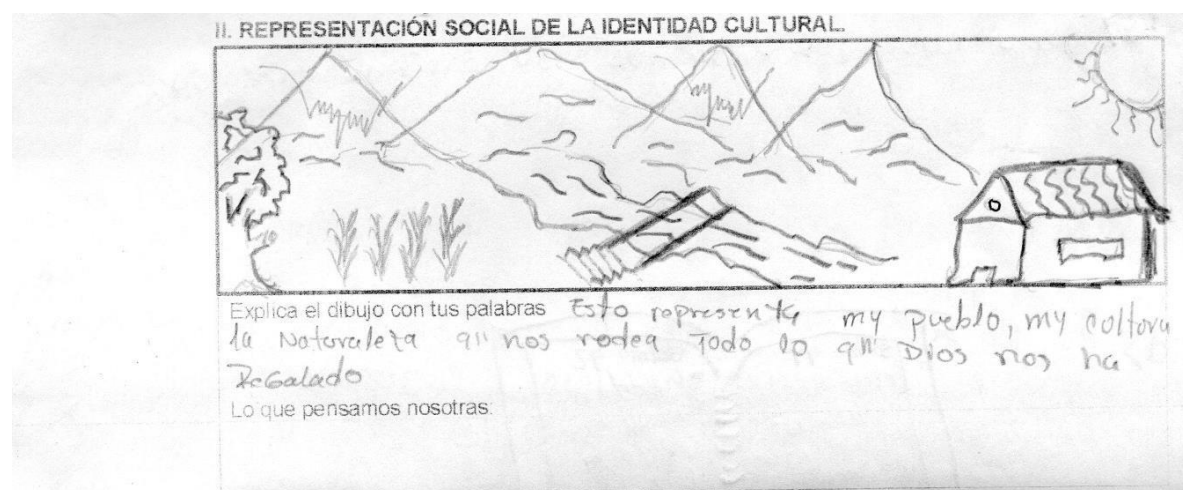 II. REPRESENTACIÓN SOCIAL DE LA IDENTIDAD CULTURAL.
Explica el dibujo con tus palabras Esto representa my pueblo, my coltura
la Naturaleza q" nos rodea Todo lo q" Dios nos ha
ReGalado
Lo que pensamos nosotras: